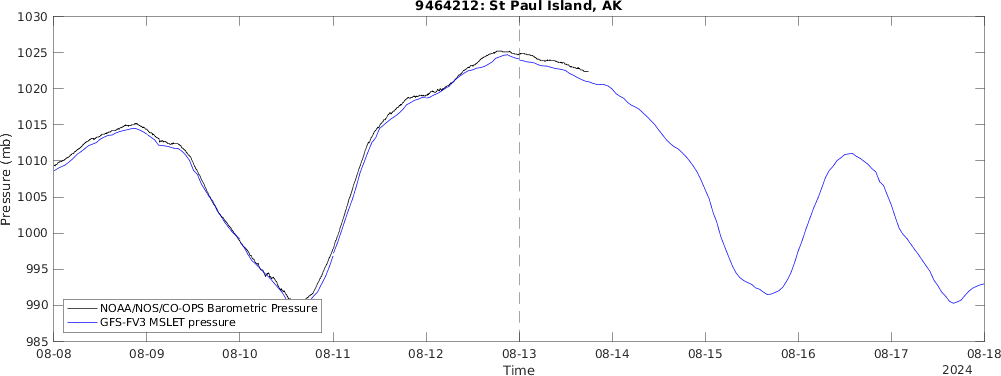 9464212: St Paul Island, AK
Pressure (mb)
1030
1025
1020
1015
1010
1005
1000
995
990
985
NOAA/NOS/CO-OPS Barometric Pressure
GFS-FV3 MSLET pressure
08-08 08-09 08-10 08-11 08-12 08-13 08-14 08-15 08-16 08-17 08-18
Time
2024